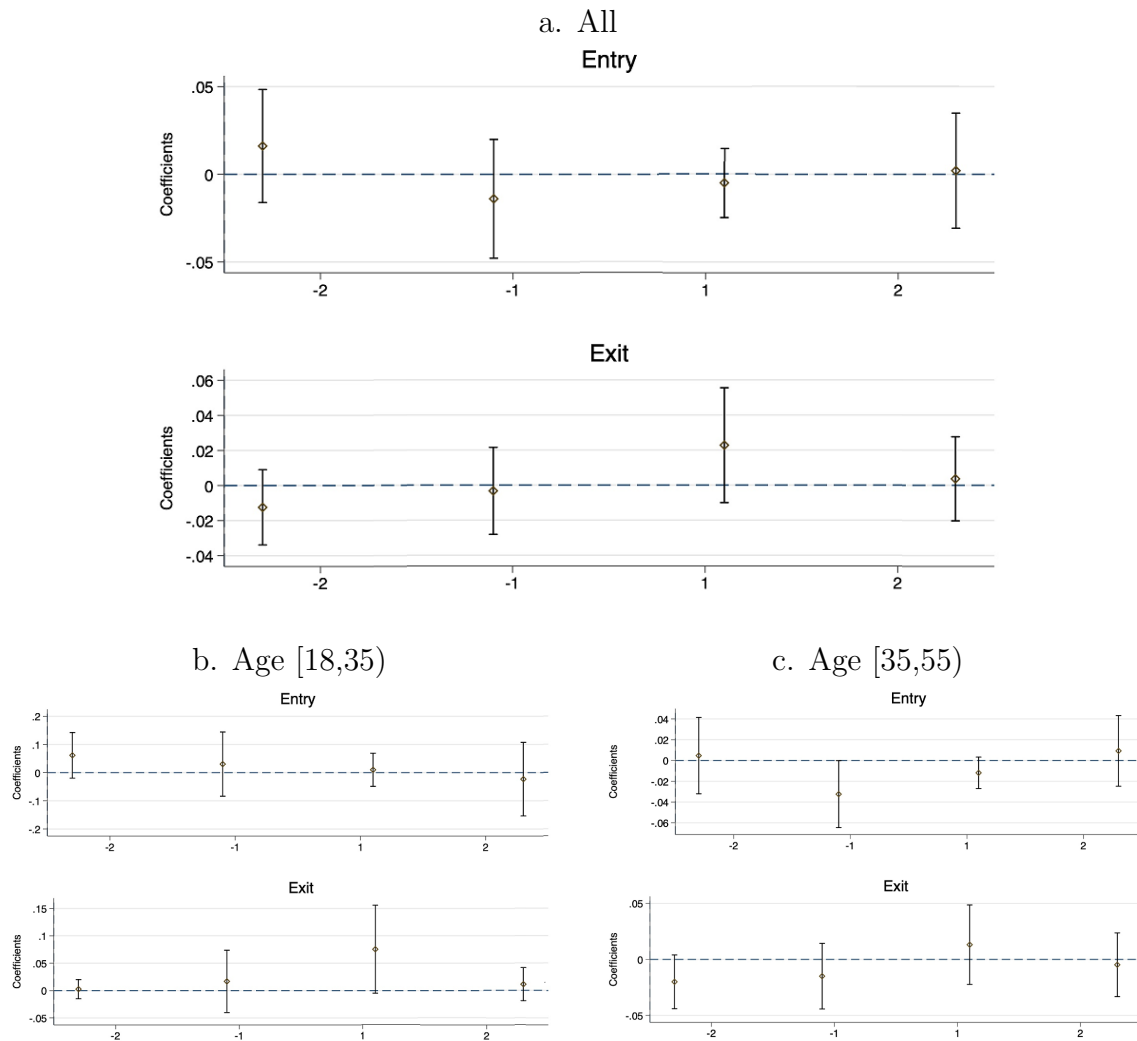 a. All
Entry
Coefficients
.05
0
-.05
-2 -1 1 2
Exit
Coefficients
.06
.04
.02
0
-.02
-.04
-2 -1 1 2
b. Age [18,35)
Entry
Coefficients
.2
.1
0
-.1
-.2
-2 -1 1 2
Exit
Coefficients
.15
.1
.05
0
-.05
-2 -1 1 2
c. Age [35,55)
Entry
Coefficients
.04
.02
0
-.02
-.04
-.06
-2 -1 1 2
Exit
Coefficients
.05
0
-.05
-2 -1 1 2